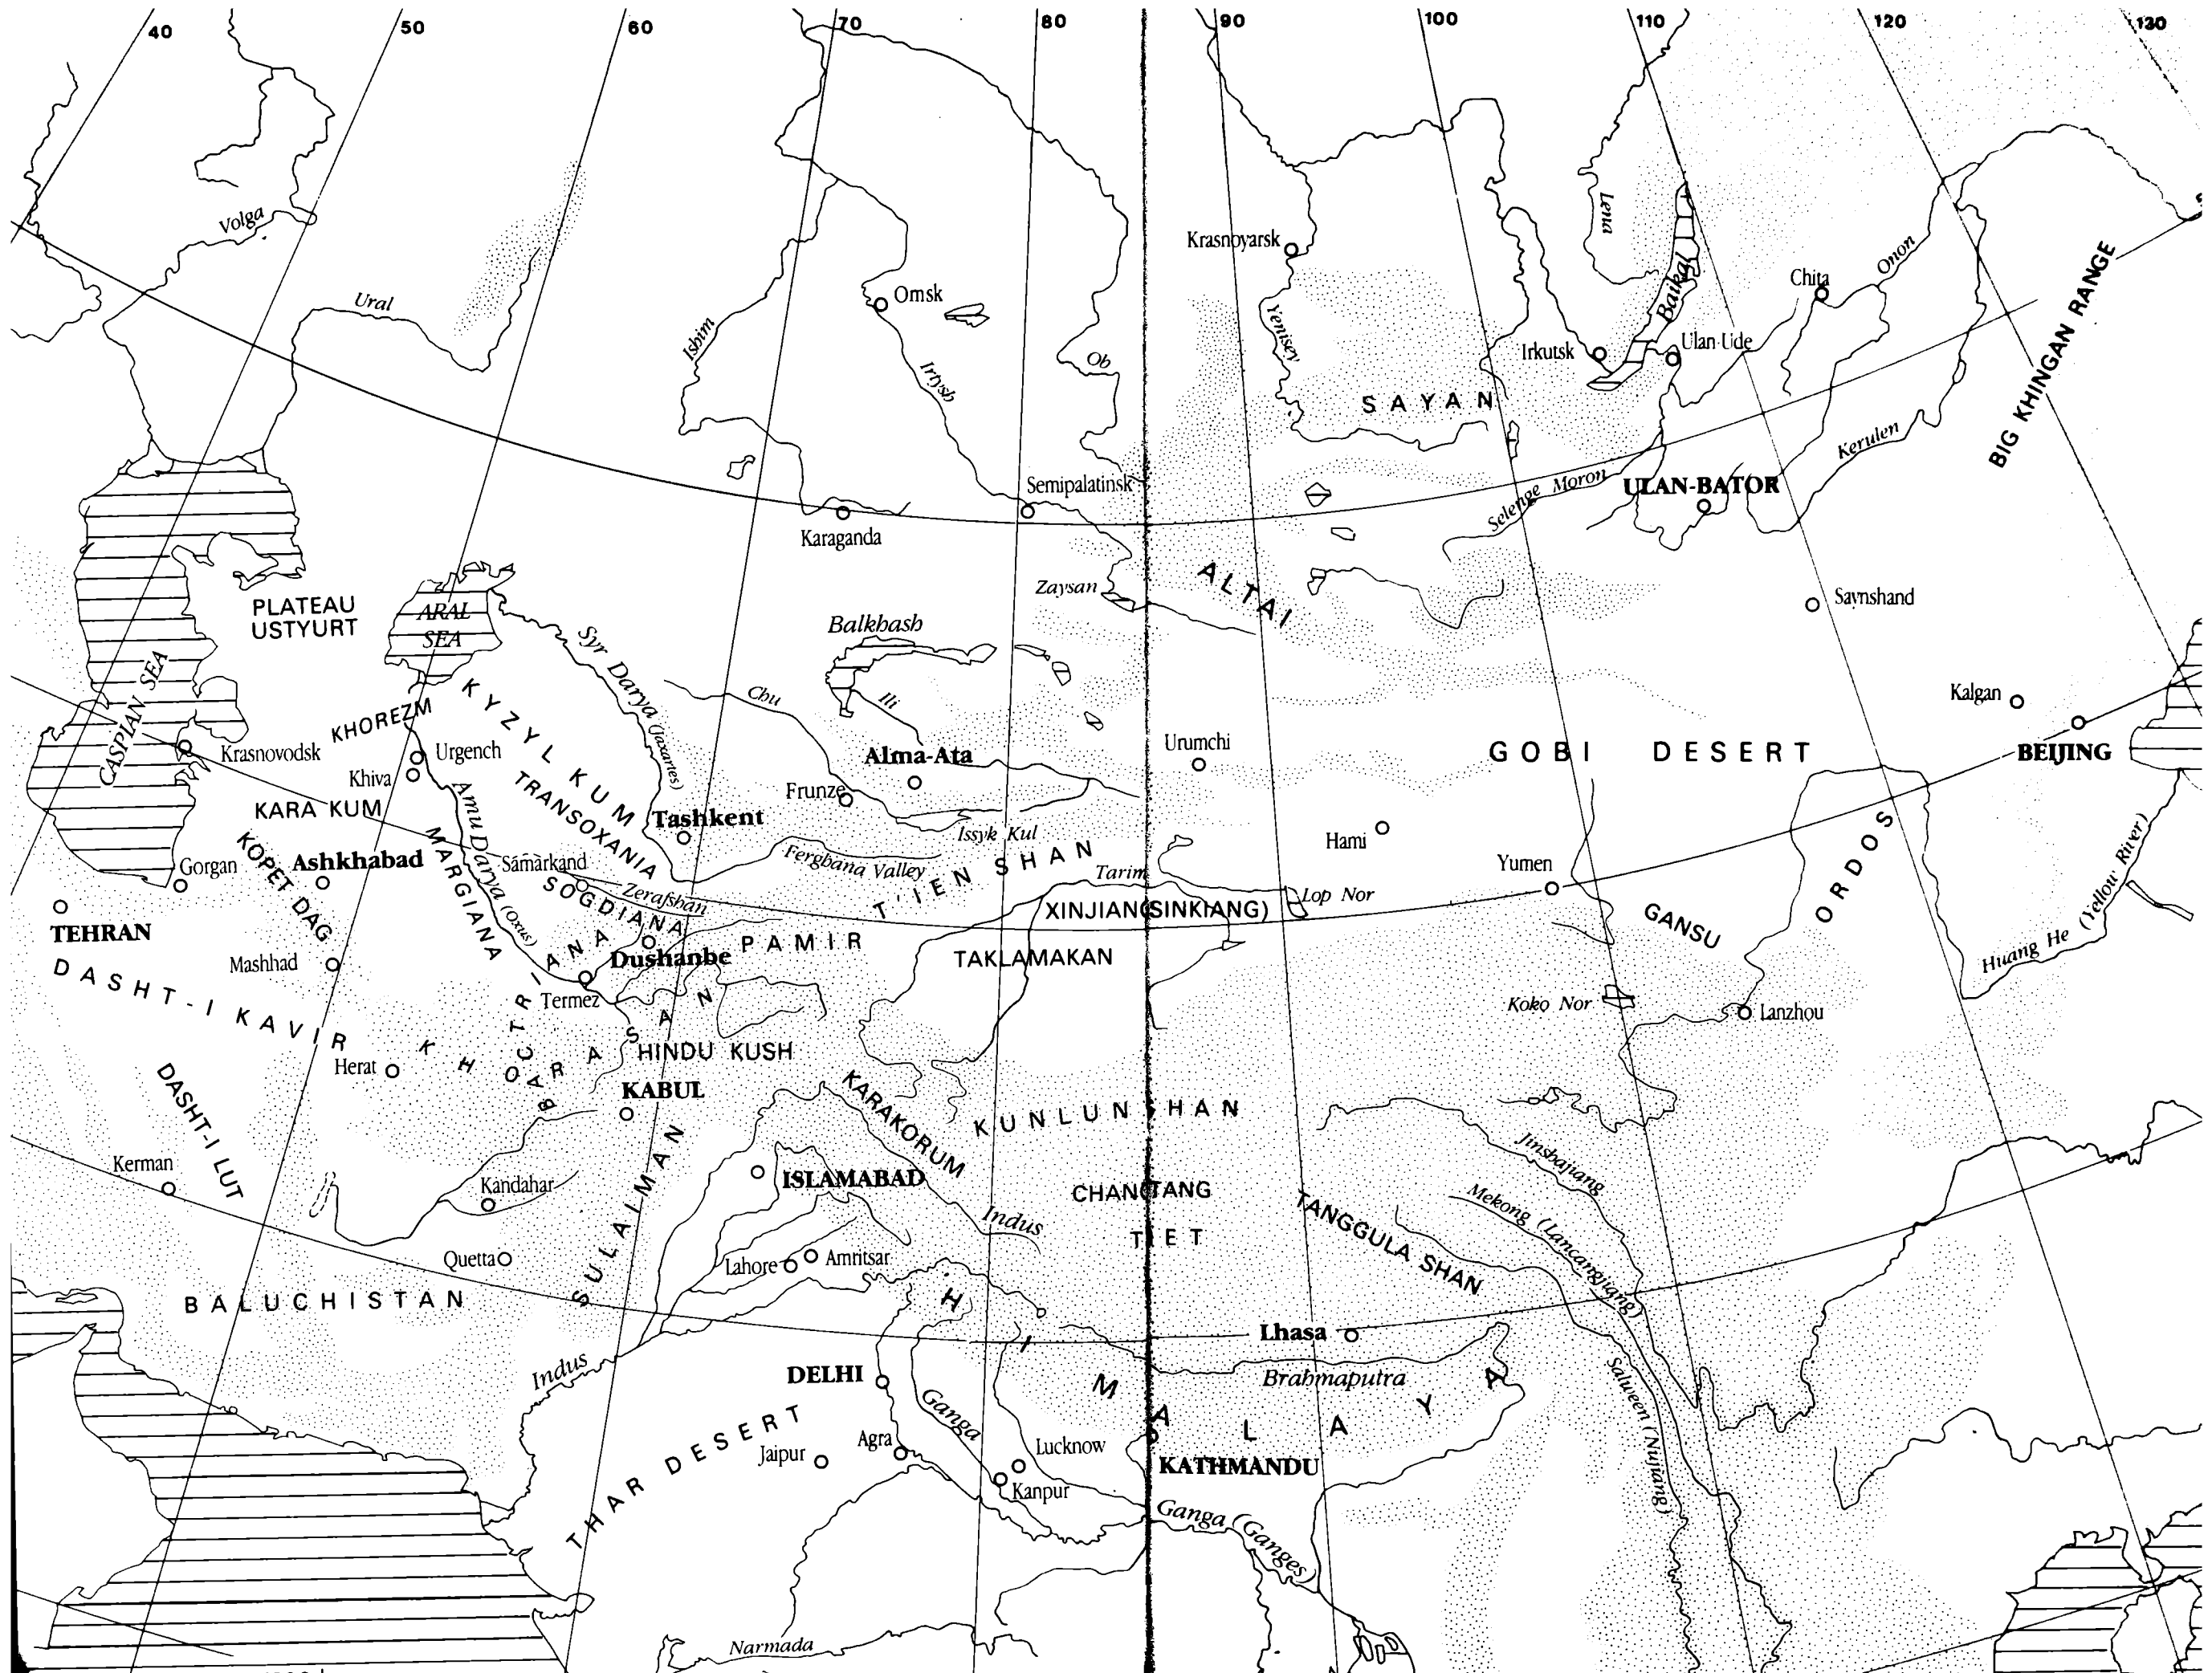 40
50
60
70
80
90
100
110
120
130
Volga
Ural
Ishim
Omsk
Irtysh
Ob
Krasnoyarsk
Yenisey
Lena
Baikal
Irkutsk
Ulan-Ude
Chita
Onon
BIG KHINGAN RANGE
SAYAN
Kerulen
Selenge Moron
ULAN-BATOR
Semipalatinsk
Karaganda
Zaysan
ALTAI
Saynshand
PLATEAU
USTYURT
ARAL
SEA
CASPIAN SEA
Syr Darya (Jaxartes)
Balkhash
Chu
Ili
KYZYL KUM
KHOREZM
Krasnovodsk
Urgench
Khiva
TRANSOXANIA
Alma-Ata
Frunze
Urumchi
GOBI DESERT
Kalgan
BEIJING
KARA KUM
Amu Darya (Oxus)
MARGIANA
Tashkent
Issyk Kul
Hami
Yumen
ORDOS
Huang He (Yellow River)
KOPET DAG
Ashkhabad
Gorgan
Samarkand
Zerafshan
Ferghana Valley
T'IEN SHAN
Tarim
Lop Nor
SOGDIANA
XINJIAN(SINKIANG)
GANSU
TEHRAN
Mashhad
DASHT-I KAVIR
BACTRIANA
Dushanbe
Termez
PAMIR
TAKLAMAKAN
Koko Nor
Lanzhou
KHORASAN
Herat
HINDU KUSH
KABUL
DASHT-I LUT
KARAKORUM
KUNLUN SHAN
Jinshajiang
Kerman
Kandahar
SULAIMAN
ISLAMABAD
CHANGTANG
TIET
TANGGULA SHAN
Mekong (Lancangjiang)
Indus
Quetta
Lahore
Amritsar
BALUCHISTAN
HIMALAYA
Lhasa
Brahmaputra
Salween (Nujiang)
Indus
DELHI
Ganga
THAR DESERT
Jaipur
Agra
Lucknow
Kanpur
KATHMANDU
Ganga (Ganges)
Narmada